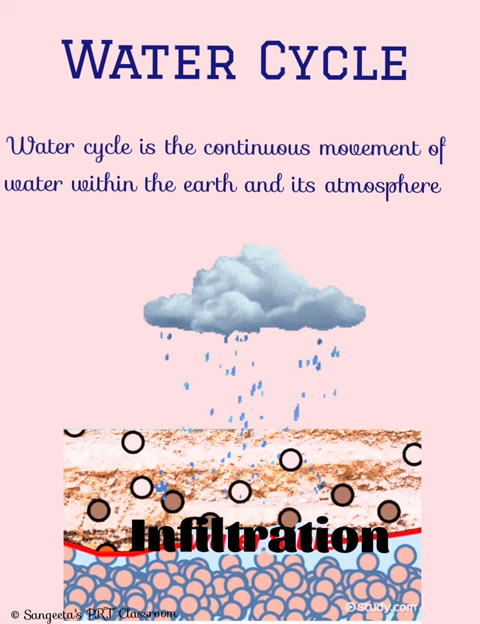 WATER CYCLE
Water cycle is the continuous movement of
water within the earth and its atmosphere
Infiltration
© Study.com
© Sangeeta's PRT Classroom